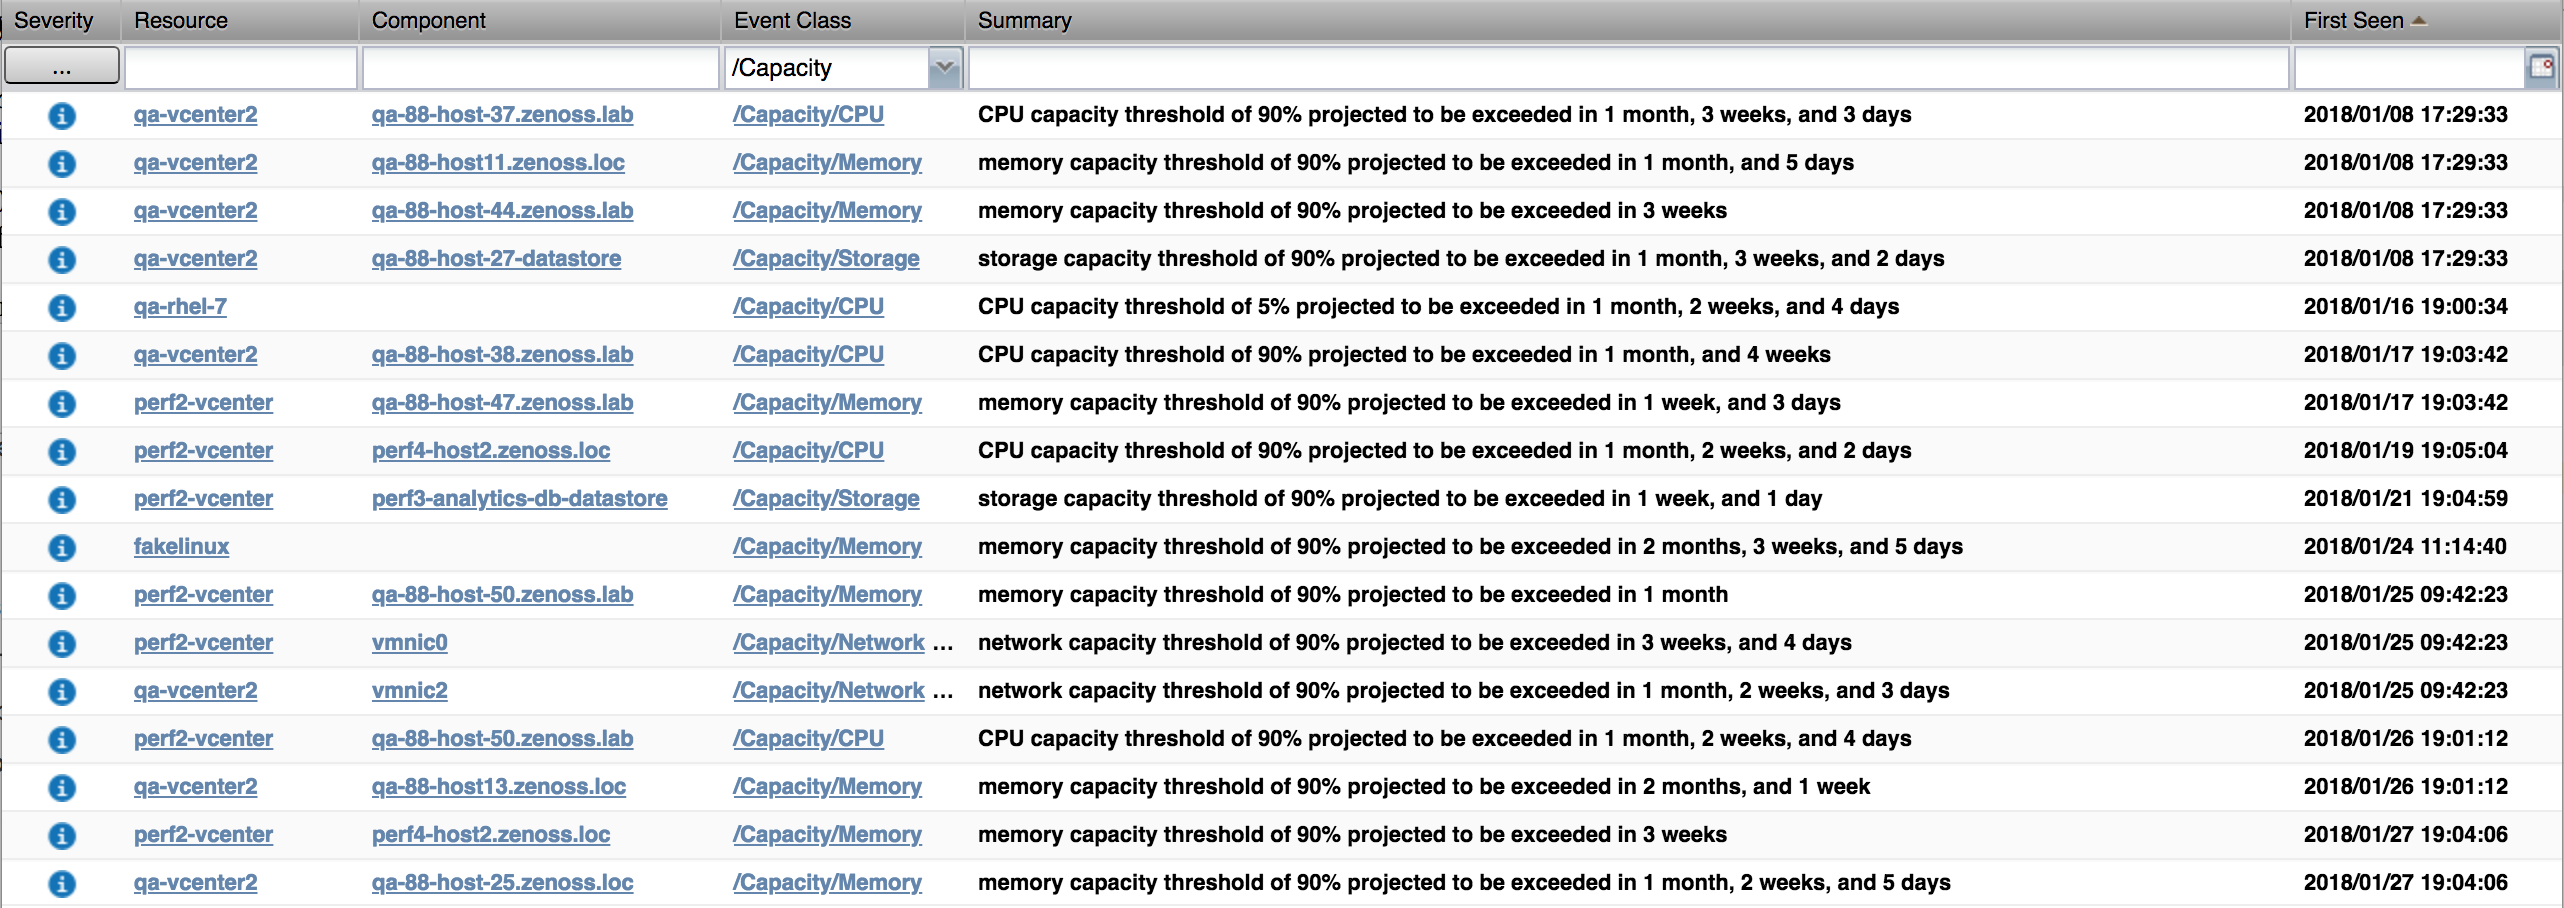 Severity Resource Component Event Class Summary First Seen
... /Capacity
qa-vcenter2 qa-88-host-37.zenoss.lab /Capacity/CPU CPU capacity threshold of 90% projected to be exceeded in 1 month, 3 weeks, and 3 days 2018/01/08 17:29:33
qa-vcenter2 qa-88-host11.zenoss.loc /Capacity/Memory memory capacity threshold of 90% projected to be exceeded in 1 month, and 5 days 2018/01/08 17:29:33
qa-vcenter2 qa-88-host-44.zenoss.lab /Capacity/Memory memory capacity threshold of 90% projected to be exceeded in 3 weeks 2018/01/08 17:29:33
qa-vcenter2 qa-88-host-27-datastore /Capacity/Storage storage capacity threshold of 90% projected to be exceeded in 1 month, 3 weeks, and 2 days 2018/01/08 17:29:33
qa-rhel-7 /Capacity/CPU CPU capacity threshold of 5% projected to be exceeded in 1 month, 2 weeks, and 4 days 2018/01/16 19:00:34
qa-vcenter2 qa-88-host-38.zenoss.lab /Capacity/CPU CPU capacity threshold of 90% projected to be exceeded in 1 month, and 4 weeks 2018/01/17 19:03:42
perf2-vcenter qa-88-host-47.zenoss.lab /Capacity/Memory memory capacity threshold of 90% projected to be exceeded in 1 week, and 3 days 2018/01/17 19:03:42
perf2-vcenter perf4-host2.zenoss.loc /Capacity/CPU CPU capacity threshold of 90% projected to be exceeded in 1 month, 2 weeks, and 2 days 2018/01/19 19:05:04
perf2-vcenter perf3-analytics-db-datastore /Capacity/Storage storage capacity threshold of 90% projected to be exceeded in 1 week, and 1 day 2018/01/21 19:04:59
fakelinux /Capacity/Memory memory capacity threshold of 90% projected to be exceeded in 2 months, 3 weeks, and 5 days 2018/01/24 11:14:40
perf2-vcenter qa-88-host-50.zenoss.lab /Capacity/Memory memory capacity threshold of 90% projected to be exceeded in 1 month 2018/01/25 09:42:23
perf2-vcenter vmnic0 /Capacity/Network ... network capacity threshold of 90% projected to be exceeded in 3 weeks, and 4 days 2018/01/25 09:42:23
qa-vcenter2 vmnic2 /Capacity/Network ... network capacity threshold of 90% projected to be exceeded in 1 month, 2 weeks, and 3 days 2018/01/25 09:42:23
perf2-vcenter qa-88-host-50.zenoss.lab /Capacity/CPU CPU capacity threshold of 90% projected to be exceeded in 1 month, 2 weeks, and 4 days 2018/01/26 19:01:12
qa-vcenter2 qa-88-host13.zenoss.loc /Capacity/Memory memory capacity threshold of 90% projected to be exceeded in 2 months, and 1 week 2018/01/26 19:01:12
perf2-vcenter perf4-host2.zenoss.loc /Capacity/Memory memory capacity threshold of 90% projected to be exceeded in 3 weeks 2018/01/27 19:04:06
qa-vcenter2 qa-88-host-25.zenoss.loc /Capacity/Memory memory capacity threshold of 90% projected to be exceeded in 1 month, 2 weeks, and 5 days 2018/01/27 19:04:06